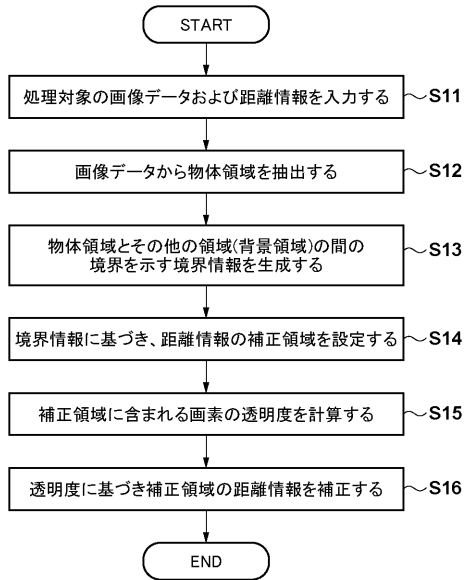 START
処理対象の画像データおよび距離情報を入力する
S11
画像データから物体領域を抽出する
S12
物体領域とその他の領域(背景領域)の間の
境界を示す境界情報を生成する
S13
境界情報に基づき、距離情報の補正領域を設定する
S14
補正領域に含まれる画素の透明度を計算する
S15
透明度に基づき補正領域の距離情報を補正する
S16
END